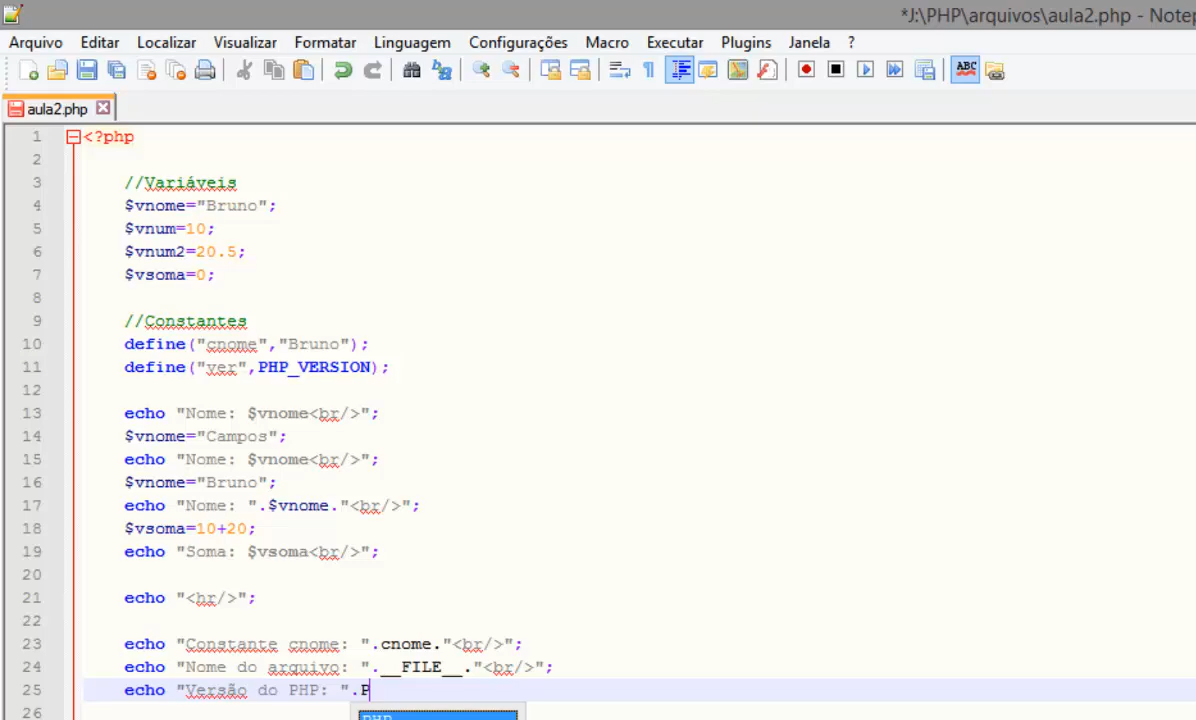 *J:\PHP\arquivos\aula2.php - Notep
Arquivo Editar Localizar Visualizar Formatar Linguagem Configurações Macro Executar Plugins Janela ?
ABC
aula2.php
1 <?php
2
3 //Variáveis
4 $vnome="Bruno";
5 $vnum=10;
6 $vnum2=20.5;
7 $vsoma=0;
8
9 //Constantes
10 define("cnome","Bruno");
11 define("ver",PHP_VERSION);
12
13 echo "Nome: $vnome<br/>";
14 $vnome="Campos";
15 echo "Nome: $vnome<br/>";
16 $vnome="Bruno";
17 echo "Nome: ".$vnome."<br/>";
18 $vsoma=10+20;
19 echo "Soma: $vsoma<br/>";
20
21 echo "<hr/>";
22
23 echo "Constante cnome: ".cnome."<br/>";
24 echo "Nome do arquivo: ".__FILE__."<br/>";
25 echo "Versão do PHP: ".P
26 PHP